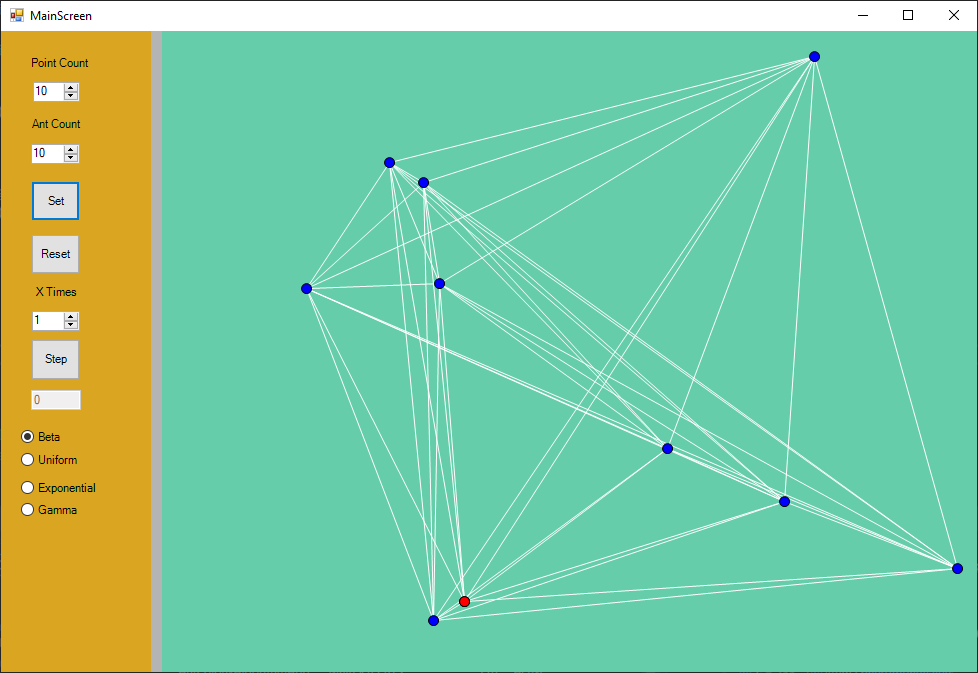 MainScreen
Point Count
10
Ant Count
10
Set
Reset
X Times
1
Step
0
Beta
Uniform
Exponential
Gamma